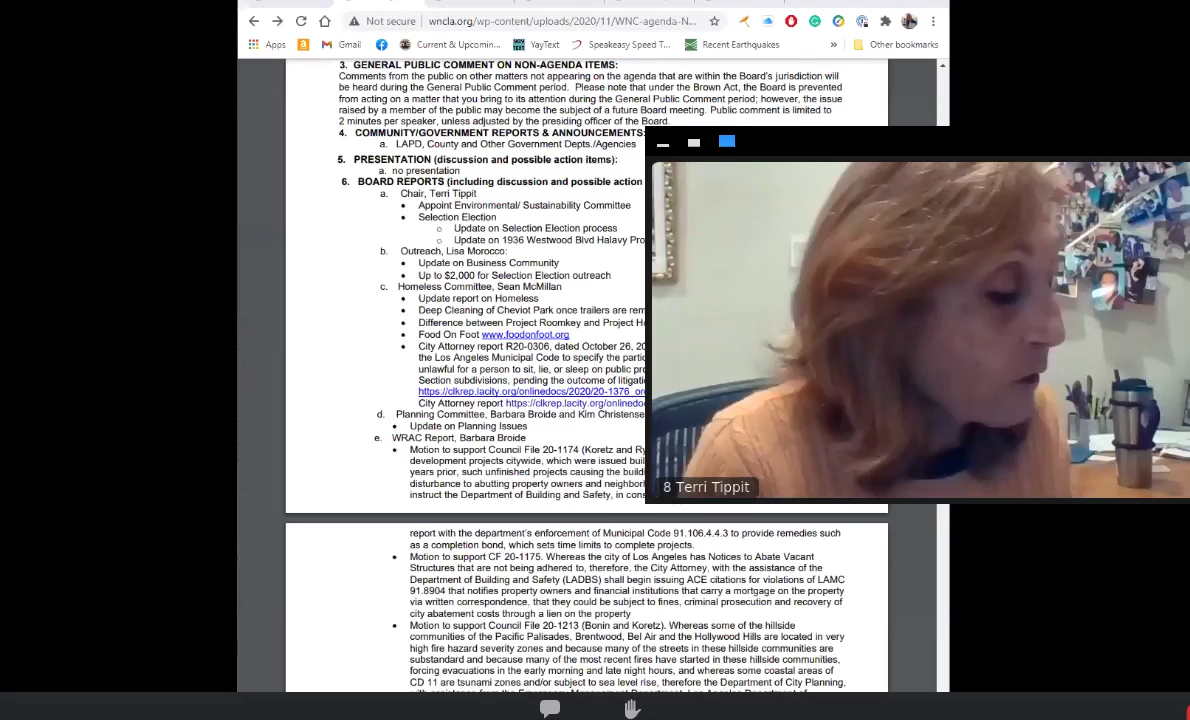 Not secure | wncla.org/wp-content/uploads/2020/11/WNC-agenda-N...
Apps Gmail Current & Upcomin... YayText Speakeasy Speed T... Recent Earthquakes » Other bookmarks
3. GENERAL PUBLIC COMMENT ON NON-AGENDA ITEMS:
Comments from the public on other matters not appearing on the agenda that are within the Board's jurisdiction will
be heard during the General Public Comment period. Please note that under the Brown Act, the Board is prevented
from acting on a matter that you bring to its attention during the General Public Comment period; however, the issue
raised by a member of the public may become the subject of a future Board meeting. Public comment is limited to
2 minutes per speaker, unless adjusted by the presiding officer of the Board.
4. COMMUNITY/GOVERNMENT REPORTS & ANNOUNCEMENTS:
a. LAPD, County and Other Government Depts./Agencies
5. PRESENTATION (discussion and possible action items):
a. no presentation
6. BOARD REPORTS (including discussion and possible action
a. Chair, Terri Tippit
• Appoint Environmental/ Sustainability Committee
• Selection Election
o Update on Selection Election process
o Update on 1936 Westwood Blvd Halavy Pro
b. Outreach, Lisa Morocco:
• Update on Business Community
• Up to $2,000 for Selection Election outreach
c. Homeless Committee, Sean McMillan
• Update report on Homeless
• Deep Cleaning of Cheviot Park once trailers are rem
• Difference between Project Roomkey and Project H
• Food On Foot www.foodonfoot.org
• City Attorney report R20-0306, dated October 26, 20
the Los Angeles Municipal Code to specify the parti
unlawful for a person to sit, lie, or sleep on public pro
Section subdivisions, pending the outcome of litigati
https://clkrep.lacity.org/onlinedocs/2020/20-1376_or
City Attorney report https://clkrep.lacity.org/onlinedo
d. Planning Committee, Barbara Broide and Kim Christense
• Update on Planning Issues
e. WRAC Report, Barbara Broide
• Motion to support Council File 20-1174 (Koretz and Ry
development projects citywide, which were issued buil
years prior, such unfinished projects causing the buildi
disturbance to abutting property owners and neighbor
instruct the Department of Building and Safety, in cons
8 Terri Tippit
report with the department's enforcement of Municipal Code 91.106.4.4.3 to provide remedies such
as a completion bond, which sets time limits to complete projects.
• Motion to support CF 20-1175. Whereas the city of Los Angeles has Notices to Abate Vacant
Structures that are not being adhered to, therefore, the City Attorney, with the assistance of the
Department of Building and Safety (LADBS) shall begin issuing ACE citations for violations of LAMC
91.8904 that notifies property owners and financial institutions that carry a mortgage on the property
via written correspondence, that they could be subject to fines, criminal prosecution and recovery of
city abatement costs through a lien on the property
• Motion to support Council File 20-1213 (Bonin and Koretz). Whereas some of the hillside
communities of the Pacific Palisades, Brentwood, Bel Air and the Hollywood Hills are located in very
high fire hazard severity zones and because many of the streets in these hillside communities are
substandard and because many of the most recent fires have started in these hillside communities,
forcing evacuations in the early morning and late night hours, and whereas some coastal areas of
CD 11 are tsunami zones and/or subject to sea level rise, therefore the Department of City Planning,